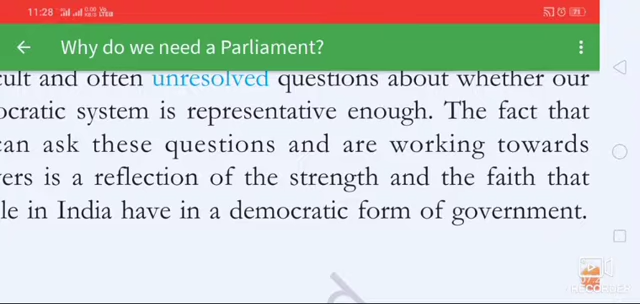 11:28
Why do we need a Parliament?
cult and often unresolved questions about whether our
ocratic system is representative enough. The fact that
can ask these questions and are working towards
vers is a reflection of the strength and the faith that
le in India have in a democratic form of government.
d
RECORDER